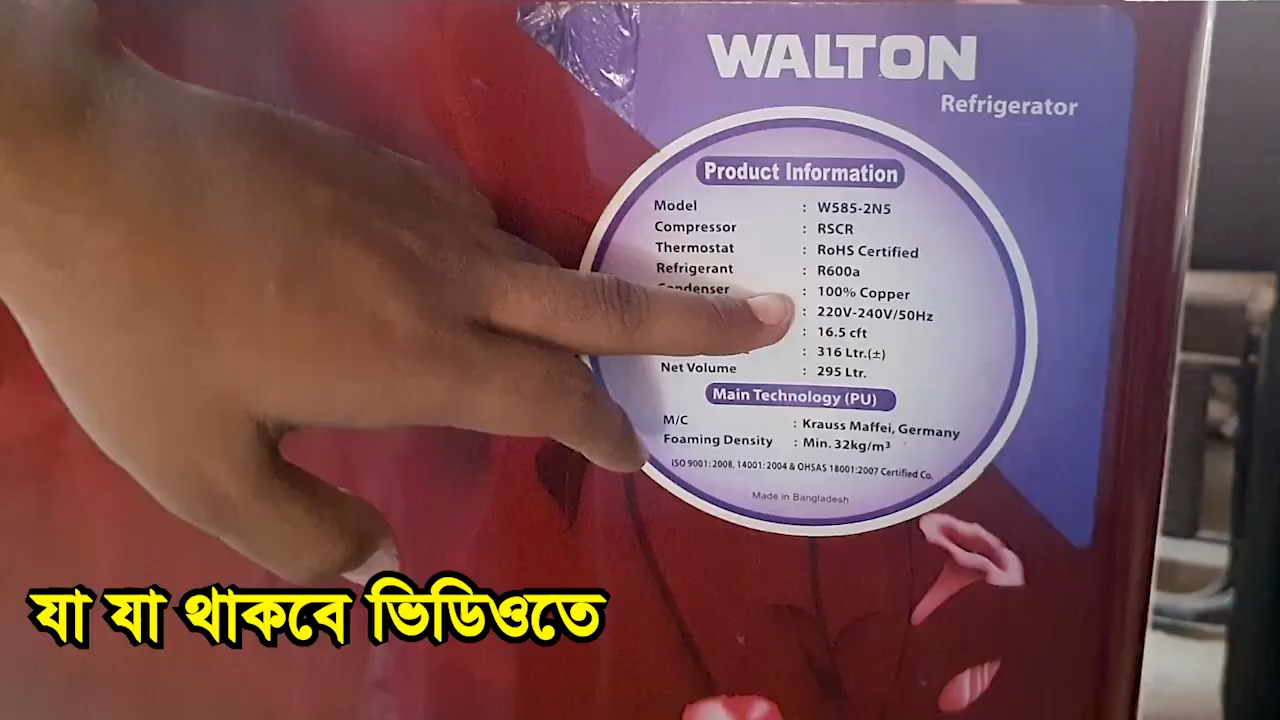 WALTON
Refrigerator
Product Information
Model : W585-2N5
Compressor : RSCR
Thermostat : RoHS Certified
Refrigerant : R600a
Condenser : 100% Copper
: 220V-240V/50Hz
: 16.5 cft
: 316 Ltr.(±)
Net Volume : 295 Ltr.
Main Technology (PU)
M/C : Krauss Maffei, Germany
Foaming Density : Min. 32kg/m³
ISO 9001: 2008, 14001: 2004 & OHSAS 18001:2007 Certified Co.
Made in Bangladesh
যা যা থাকবে ভিডিওতে